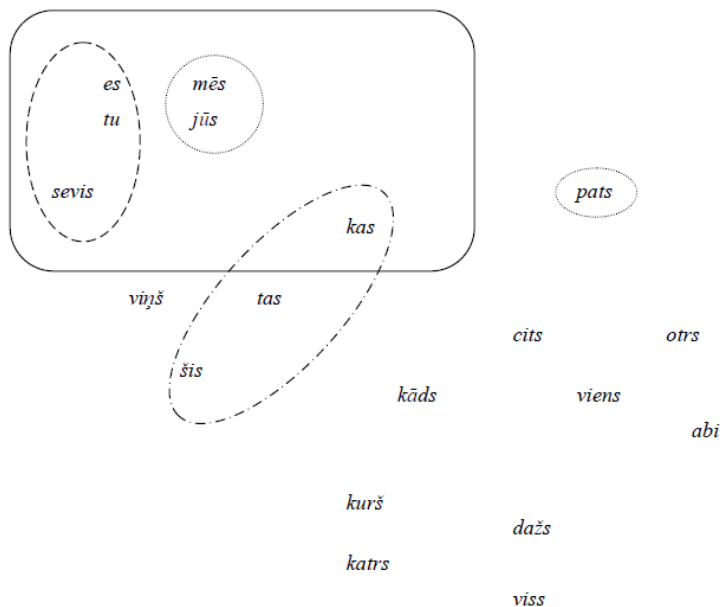 es mēs
tu jūs
sevis pats
kas
viņš tas
cits otrs
šis
kāds viens
abi
kurš
dažs
katrs
viss